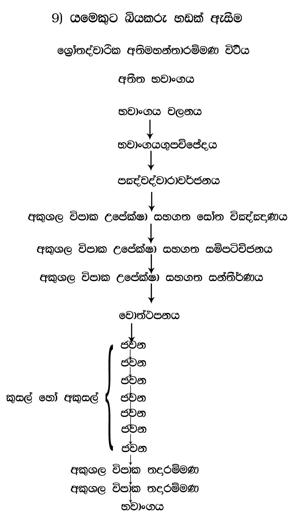 9) යමෙකුට බියකරු හඩක් ඇසීම
ශ්‍රෝතද්වාරික අතිමහන්තාරම්මණ විථිය
අතීත භවාංගය
භවාංගය චලනය
භවාංගයගුපච්ජේදය
පඤ්චද්වාරාවර්ජනය
අකුශල විපාක උපේක්ෂා සහගත සෝත විඤ්ඤාණය
අකුශල විපාක උපේක්ෂා සහගත සම්පටිච්ඡනය
අකුශල විපාක උපේක්ෂා සහගත සන්තීර්ණය
වොත්ථපනය
ජවන
ජවන
ජවන
කුසල් හෝ අකුසල් ජවන
ජවන
ජවන
ජවන
අකුශල විපාක තදාරම්මණ
අකුශල විපාක තදාරම්මණ
භවාංගය